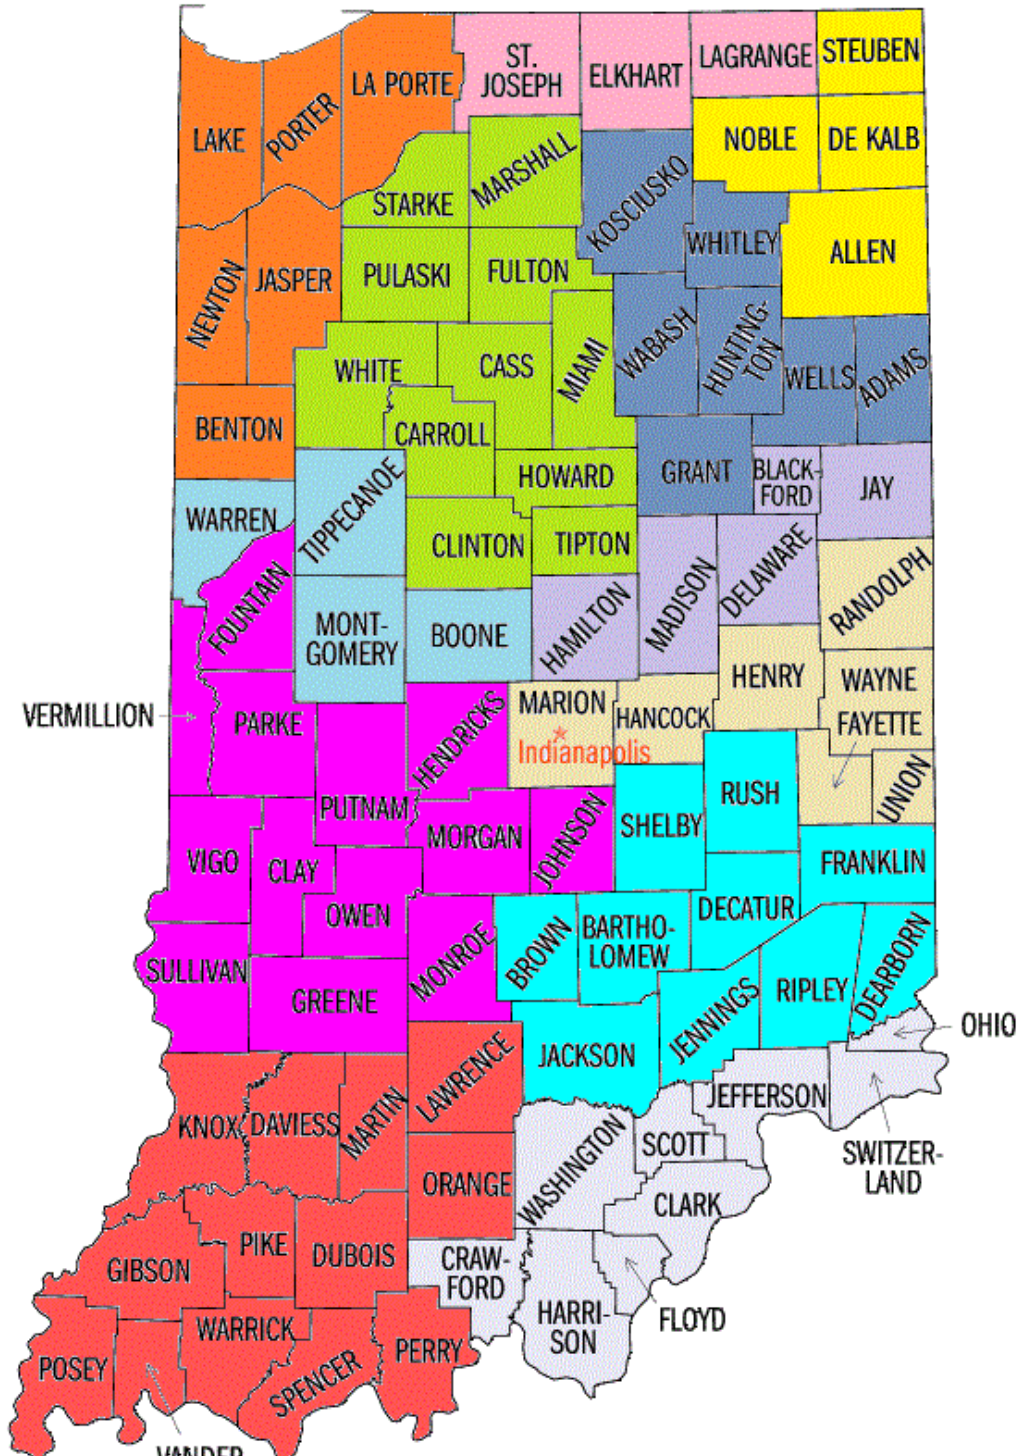 ST.
JOSEPH
ELKHART
LAGRANGE
STEUBEN
LA PORTE
LAKE
PORTER
NOBLE
DE KALB
STARKE
MARSHALL
KOSCIUSKO
WHITLEY
ALLEN
NEWTON
JASPER
PULASKI
FULTON
WHITE
CASS
MIAMI
WABASH
HUNTING-
TON
WELLS
ADAMS
BENTON
CARROLL
HOWARD
GRANT
BLACK-
FORD
JAY
WARREN
TIPPECANOE
CLINTON
TIPTON
FOUNTAIN
MONT-
GOMERY
BOONE
HAMILTON
MADISON
DELAWARE
RANDOLPH
VERMILLION
PARKE
HENDRICKS
MARION
Indianapolis
HANCOCK
HENRY
WAYNE
FAYETTE
UNION
PUTNAM
MORGAN
JOHNSON
SHELBY
RUSH
FRANKLIN
VIGO
CLAY
OWEN
MONROE
BROWN
BARTHO-
LOMEW
DECATUR
RIPLEY
DEARBORN
SULLIVAN
GREENE
JACKSON
JENNINGS
OHIO
KNOX
DAVIESS
MARTIN
LAWRENCE
JEFFERSON
SWITZER-
LAND
ORANGE
WASHINGTON
SCOTT
CLARK
GIBSON
PIKE
DUBOIS
CRAW-
FORD
HARRI-
SON
FLOYD
POSEY
WARRICK
SPENCER
PERRY
VANDER